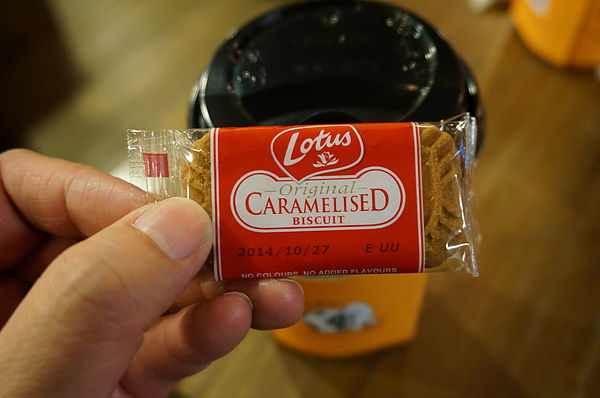 Lotus
Original
CARAMELISED
BISCUIT
2014/10/27 E UU
NO COLOURS, NO ADDED FLAVOURS